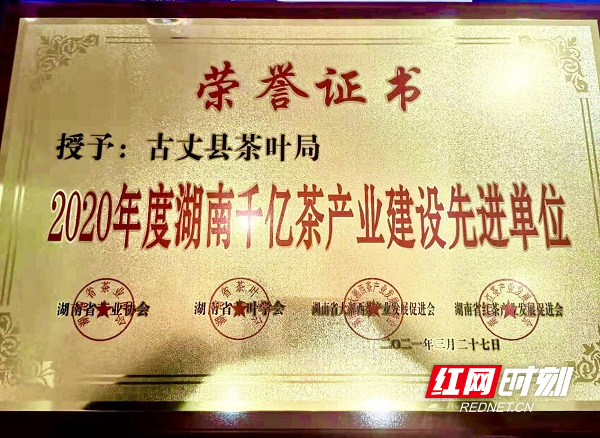 荣誉证书
授予：古丈县茶叶局
2020年度湖南千亿茶产业建设先进单位
湖南省茶业协会 湖南省茶叶学会 湖南省大湘西茶产业发展促进会 湖南省红茶产业发展促进会
二〇二一年三月二十七日
红网时刻
REDNET.CN